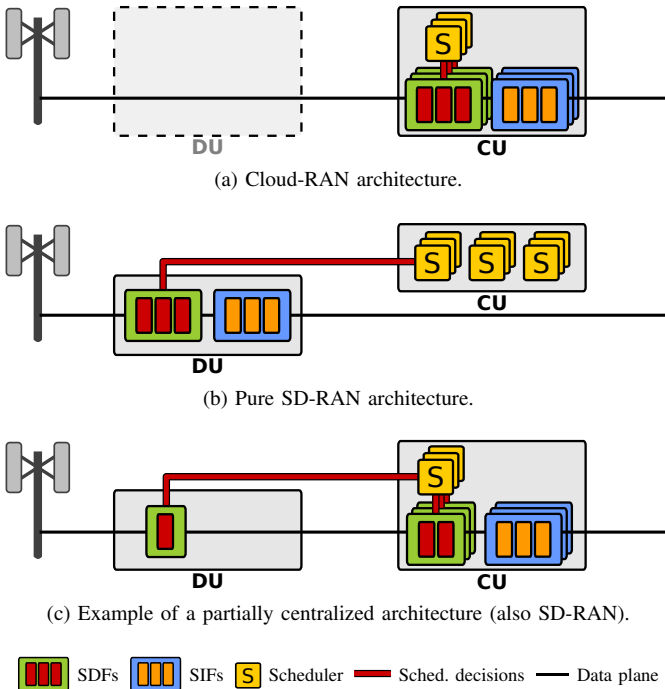 S
DU
CU
(a) Cloud-RAN architecture.
S S S
CU
DU
(b) Pure SD-RAN architecture.
S
DU
CU
(c) Example of a partially centralized architecture (also SD-RAN).
SDFs SIFs S Scheduler Sched. decisions Data plane